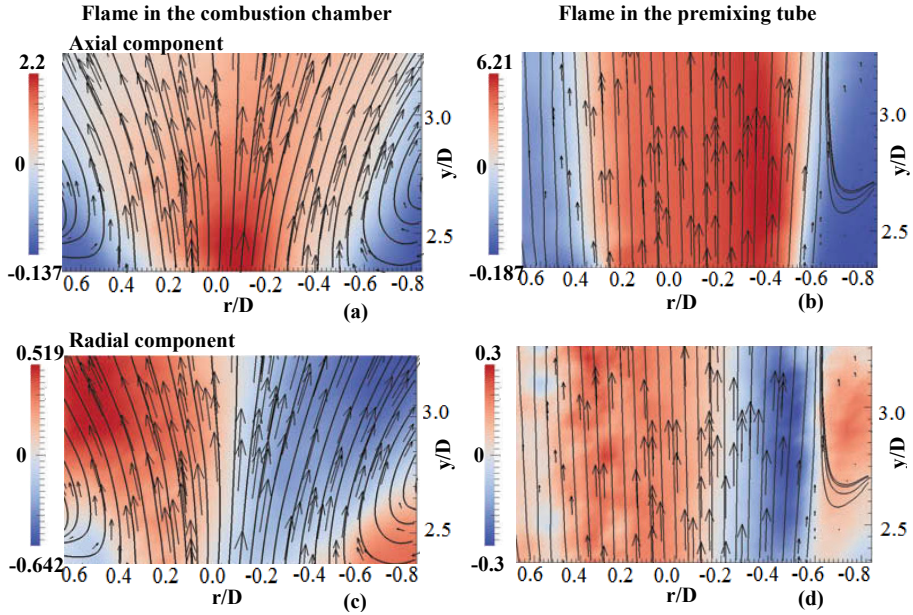 Flame in the combustion chamber
Flame in the premixing tube
Axial component
2.2
0
-0.137
3.0
2.5
y/D
0.6 0.4 0.2 0.0 -0.2 -0.4 -0.6 -0.8
r/D
(a)
6.21
0
-0.187
3.0
2.5
y/D
0.6 0.4 0.2 0.0 -0.2 -0.4 -0.6 -0.8
r/D
(b)
Radial component
0.519
0
-0.642
3.0
2.5
y/D
0.6 0.4 0.2 0.0 -0.2 -0.4 -0.6 -0.8
r/D
(c)
0.3
0
-0.3
3.0
2.5
y/D
0.6 0.4 0.2 0.0 -0.2 -0.4 -0.6 -0.8
r/D
(d)